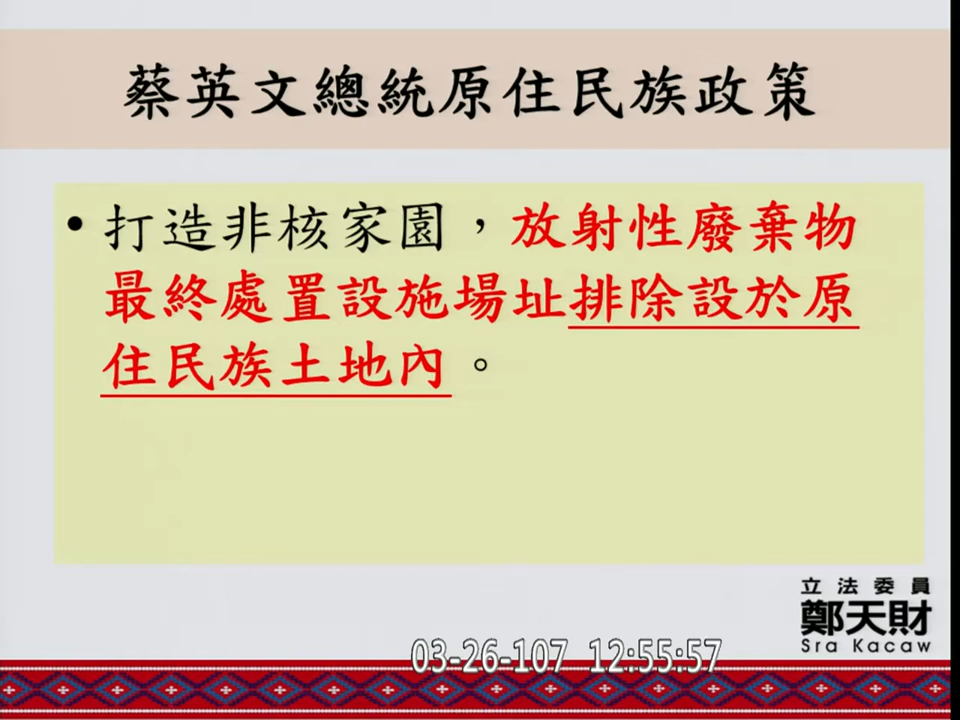 蔡英文總統原住民族政策
• 打造非核家園，放射性廢棄物
最終處置設施場址排除設於原
住民族土地內。
立法委員
鄭天財
Sra Kacaw
03-26-107 12:55:57